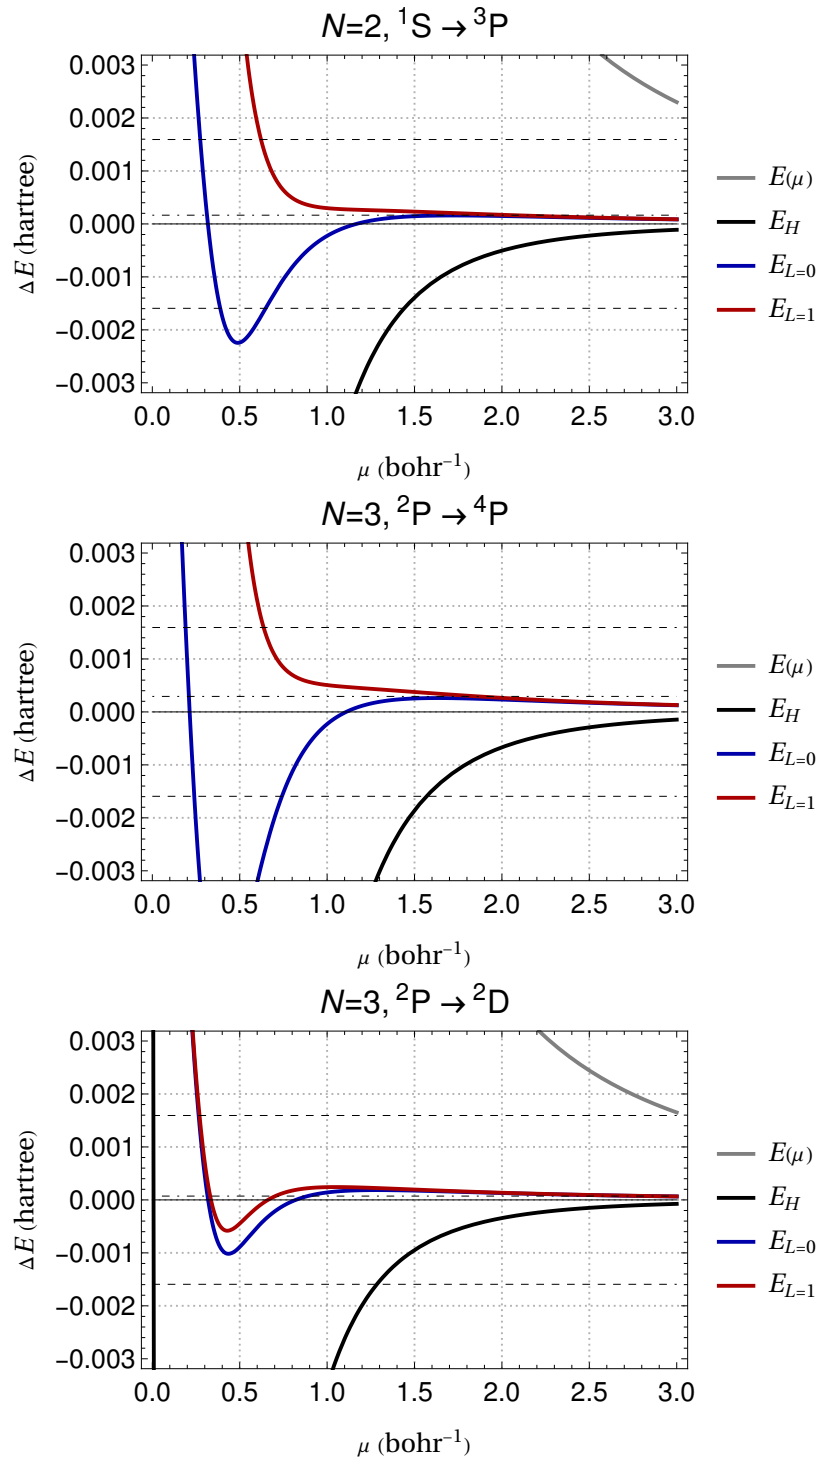 N=2, ¹S → ³P
ΔE (hartree)
0.003
0.002
0.001
0.000
−0.001
−0.002
−0.003
0.0 0.5 1.0 1.5 2.0 2.5 3.0
μ (bohr⁻¹)
E(μ)
E_H
E_{L=0}
E_{L=1}
N=3, ²P → ⁴P
ΔE (hartree)
0.003
0.002
0.001
0.000
−0.001
−0.002
−0.003
0.0 0.5 1.0 1.5 2.0 2.5 3.0
μ (bohr⁻¹)
E(μ)
E_H
E_{L=0}
E_{L=1}
N=3, ²P → ²D
ΔE (hartree)
0.003
0.002
0.001
0.000
−0.001
−0.002
−0.003
0.0 0.5 1.0 1.5 2.0 2.5 3.0
μ (bohr⁻¹)
E(μ)
E_H
E_{L=0}
E_{L=1}